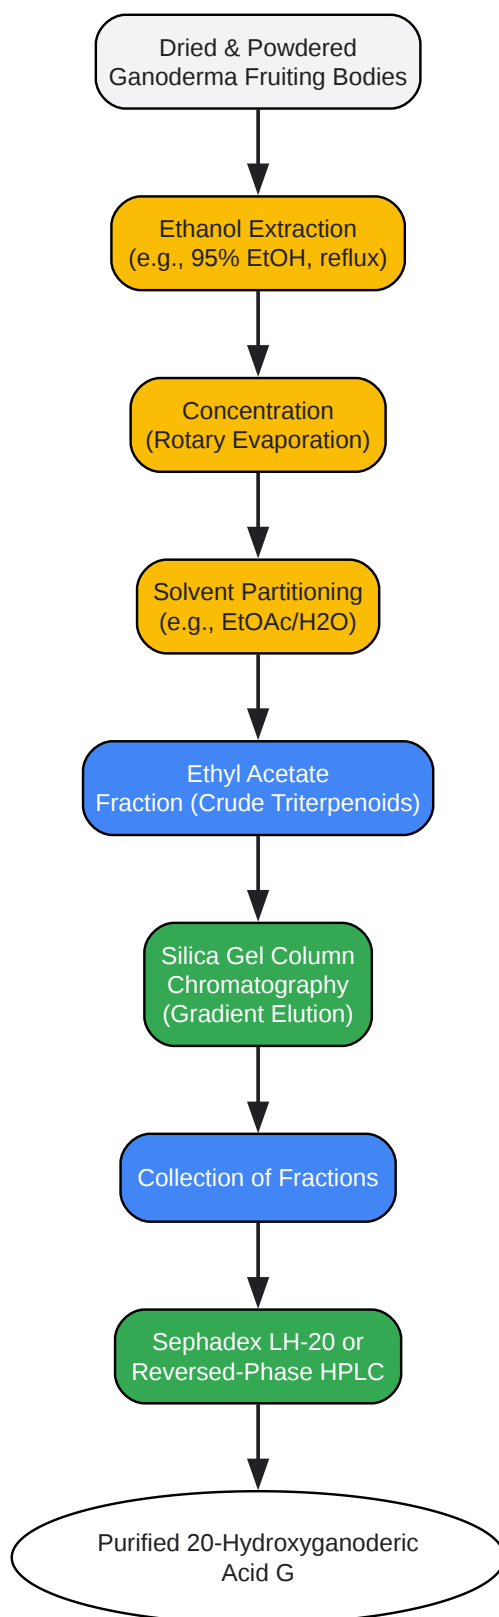 Dried & Powdered
Ganoderma Fruiting Bodies
Ethanol Extraction
(e.g., 95% EtOH, reflux)
Concentration
(Rotary Evaporation)
Solvent Partitioning
(e.g., EtOAc/H2O)
Ethyl Acetate
Fraction (Crude Triterpenoids)
Silica Gel Column
Chromatography
(Gradient Elution)
Collection of Fractions
Sephadex LH-20 or
Reversed-Phase HPLC
Purified 20-Hydroxyganoderic
Acid G